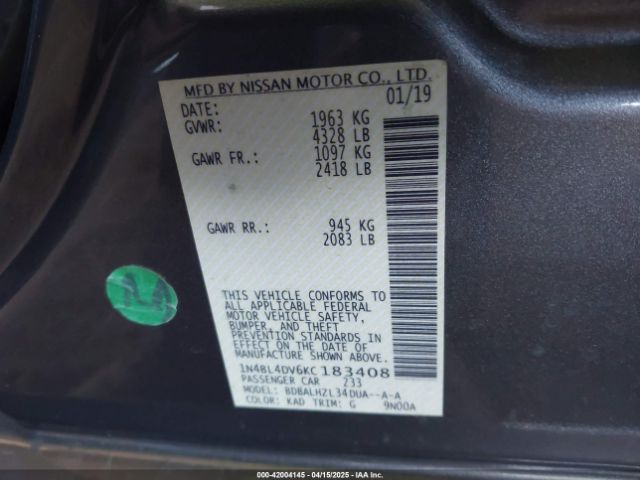 MFD BY NISSAN MOTOR CO., LTD.
DATE: 01/19
GVWR: 1963 KG
4328 LB
GAWR FR.: 1097 KG
2418 LB
GAWR RR.: 945 KG
2083 LB
THIS VEHICLE CONFORMS TO
ALL APPLICABLE FEDERAL
MOTOR VEHICLE SAFETY,
BUMPER, AND THEFT
PREVENTION STANDARDS
IN EFFECT ON THE DATE OF
MANUFACTURE SHOWN ABOVE.
1N4BL4DV6KC183408
PASSENGER CAR 233
MODEL: BDBALHZL34DUA--A-A
COLOR: KAD TRIM: G 9N00A
000-42004145 - 04/15/2025 - IAA Inc.